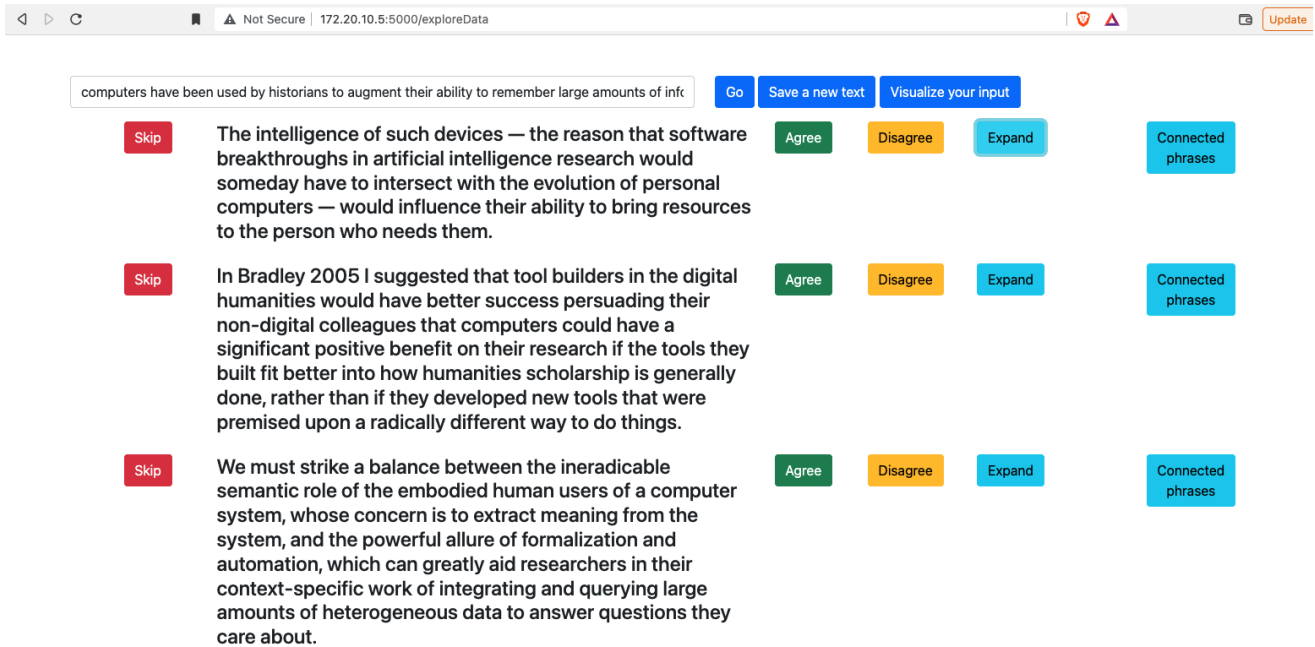 Not Secure 172.20.10.5:5000/exploreData Update
computers have been used by historians to augment their ability to remember large amounts of Go Save a new text Visualize your input
Skip The intelligence of such devices — the reason that software Agree Disagree Expand Connected phrases
breakthroughs in artificial intelligence research would
someday have to intersect with the evolution of personal
computers — would influence their ability to bring resources
to the person who needs them.
Skip In Bradley 2005 I suggested that tool builders in the digital Agree Disagree Expand Connected phrases
humanities would have better success persuading their
non-digital colleagues that computers could have a
significant positive benefit on their research if the tools they
built fit better into how humanities scholarship is generally
done, rather than if they developed new tools that were
premised upon a radically different way to do things.
Skip We must strike a balance between the ineradicable Agree Disagree Expand Connected phrases
semantic role of the embodied human users of a computer
system, whose concern is to extract meaning from the
system, and the powerful allure of formalization and
automation, which can greatly aid researchers in their
context-specific work of integrating and querying large
amounts of heterogeneous data to answer questions they
care about.